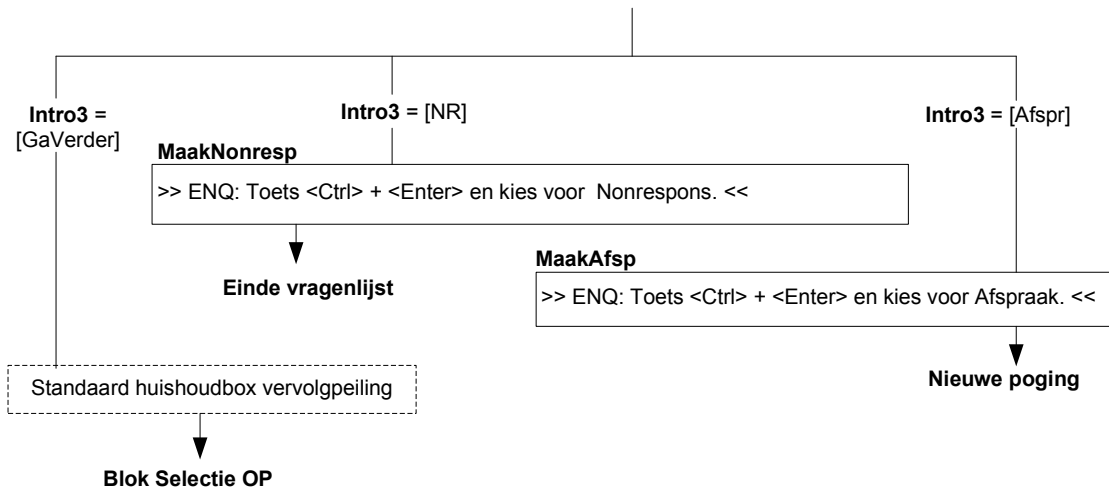 Intro3 =
[GaVerder]
Intro3 = [NR]
Intro3 = [Afspr]
MaakNonresp
>> ENQ: Toets <Ctrl> + <Enter> en kies voor  Nonrespons. <<
Einde vragenlijst
MaakAfsp
>> ENQ: Toets <Ctrl> + <Enter> en kies voor Afspraak. <<
Nieuwe poging
Standaard huishoudbox vervolgpeiling
Blok Selectie OP